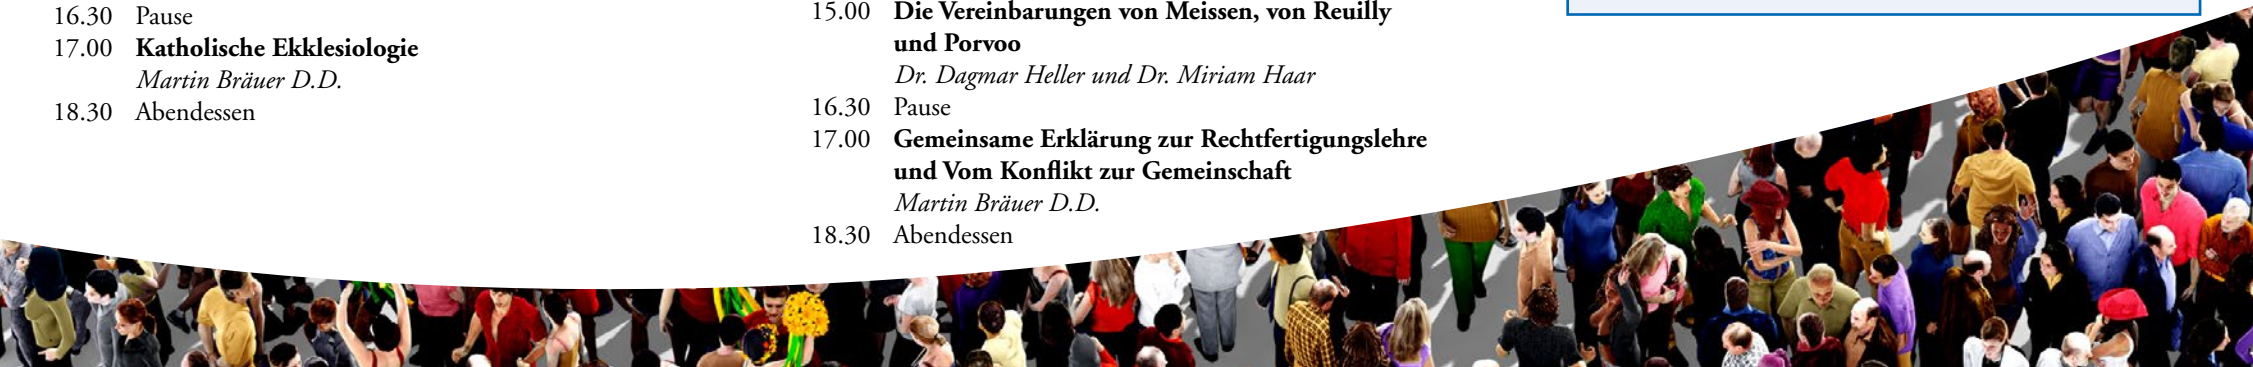 16.30 Pause
17.00 Katholische Ekklesiologie
Martin Bräuer D.D.
18.30 Abendessen
15.00 Die Vereinbarungen von Meissen, von Reuilly
und Porvoo
Dr. Dagmar Heller und Dr. Miriam Haar
16.30 Pause
17.00 Gemeinsame Erklärung zur Rechtfertigungslehre
und Vom Konflikt zur Gemeinschaft
Martin Bräuer D.D.
18.30 Abendessen